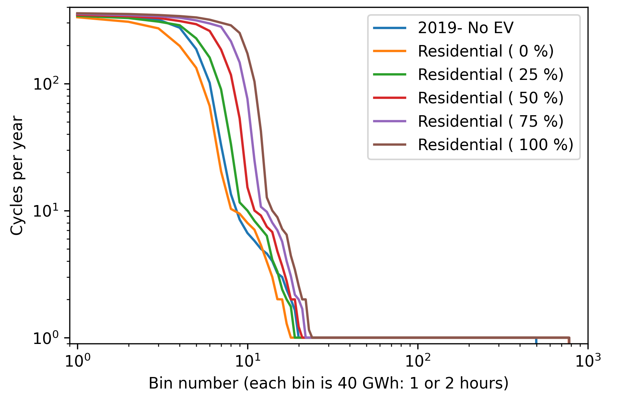 2019- No EV
Residential ( 0 %)
Residential ( 25 %)
Residential ( 50 %)
Residential ( 75 %)
Residential ( 100 %)
Cycles per year
10²
10¹
10⁰
10⁰ 10¹ 10² 10³
Bin number (each bin is 40 GWh: 1 or 2 hours)